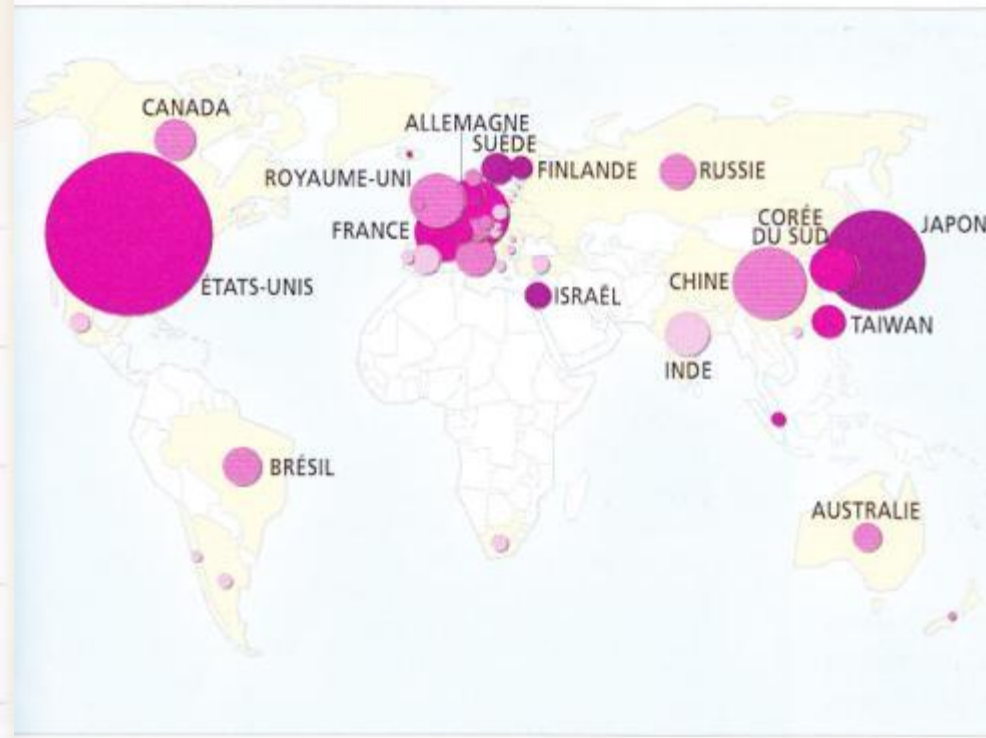 CANADA
ALLEMAGNE
SUÈDE
FINLANDE
ROYAUME-UNI
RUSSIE
FRANCE
CORÉE
DU SUD
JAPON
ÉTATS-UNIS
CHINE
ISRAËL
TAIWAN
INDE
BRÉSIL
AUSTRALIE